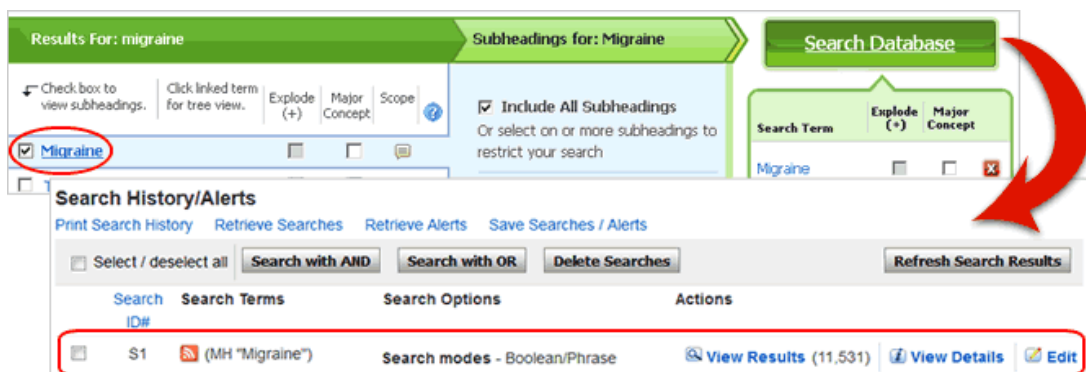 Results For: migraine
Subheadings for: Migraine
Search Database
Check box to
view subheadings.
Click linked term
for tree view.
Explode
(+)
Major
Concept
Scope
Include All Subheadings
Or select on or more subheadings to
restrict your search
Search Term
Explode
(+)
Major
Concept
Migraine
Migraine
Search History/Alerts
Print Search History Retrieve Searches Retrieve Alerts Save Searches / Alerts
Select / deselect all Search with AND Search with OR Delete Searches Refresh Search Results
Search
ID#
Search Terms
Search Options
Actions
S1 (MH "Migraine") Search modes - Boolean/Phrase View Results (11,531) View Details Edit